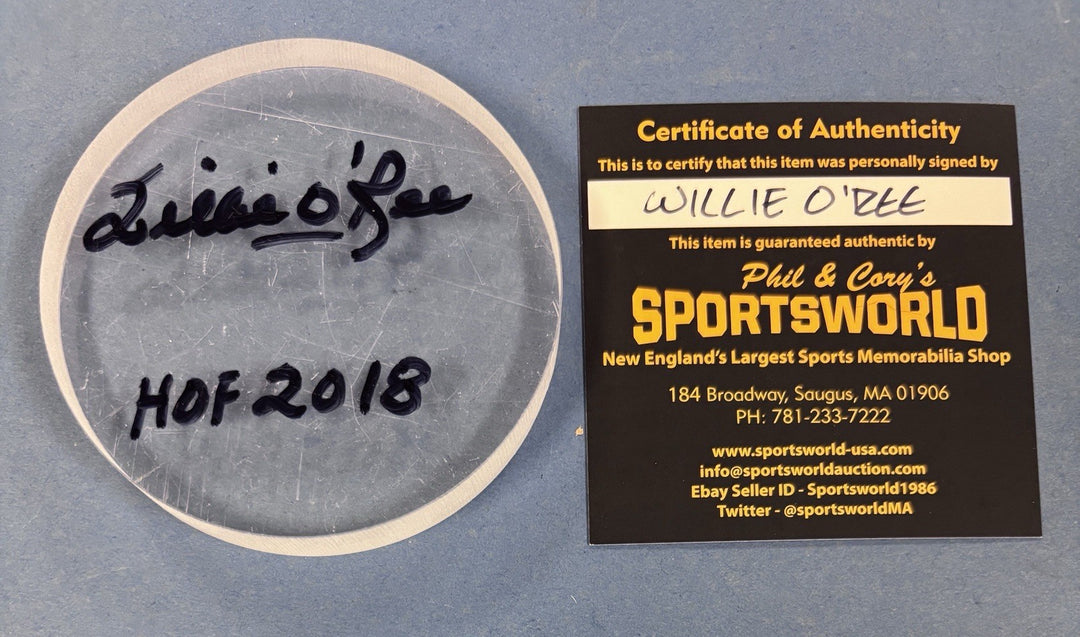 Willie O'Ree
HOF 2018
Certificate of Authenticity
This is to certify that this item was personally signed by
WILLIE O'REE
This item is guaranteed authentic by
Phil & Cory's
SPORTSWORLD
New England's Largest Sports Memorabilia Shop
184 Broadway, Saugus, MA 01906
PH: 781-233-7222
www.sportsworld-usa.com
info@sportsworldauction.com
Ebay Seller ID - Sportsworld1986
Twitter - @sportsworldMA